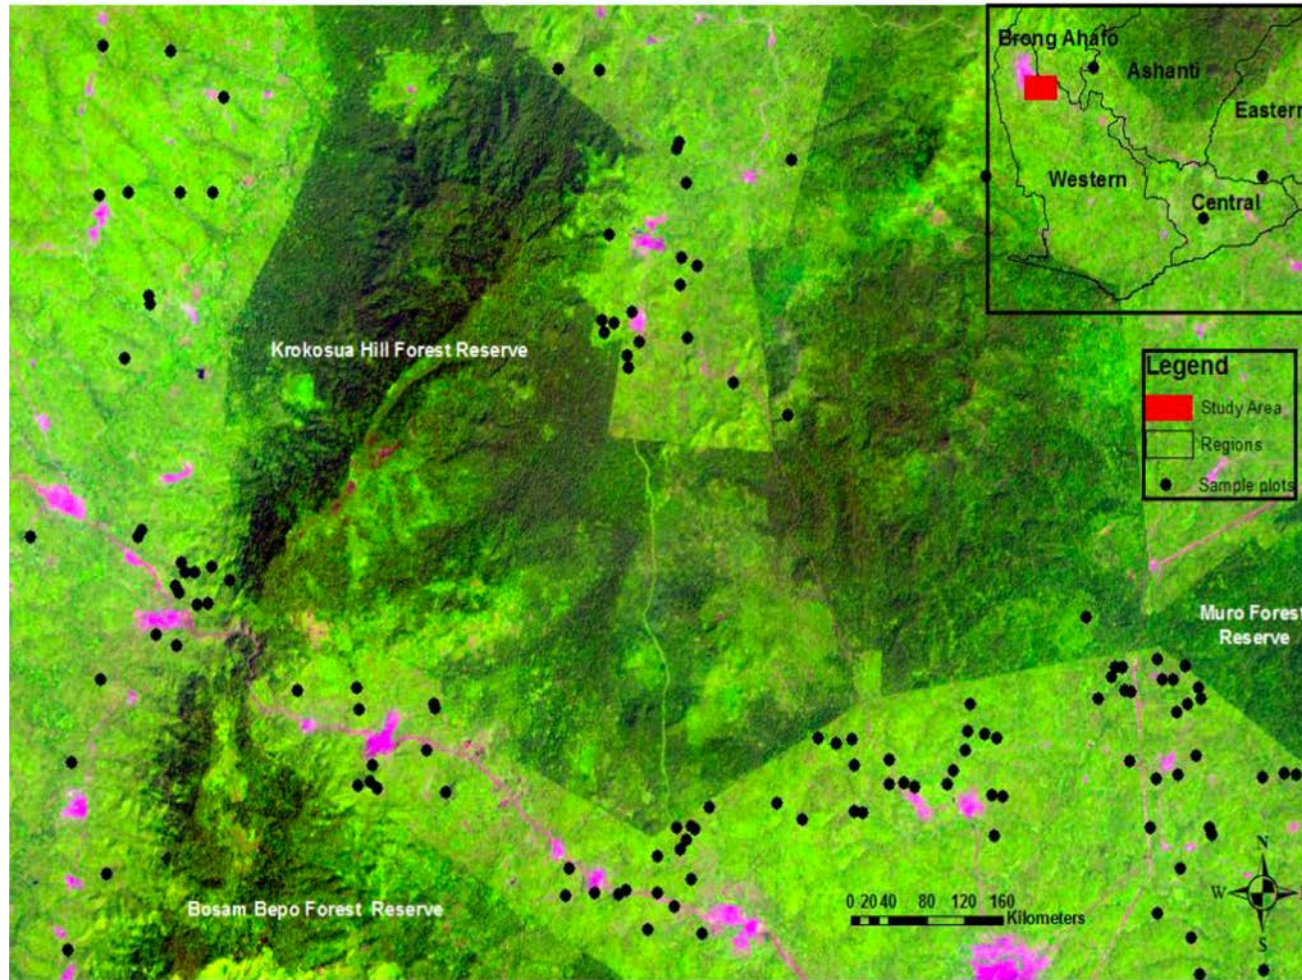 Brong Ahafo
Ashanti
Eastern
Western
Central
Krokosua Hill Forest Reserve
Legend
Study Area
Regions
Sample plots
Muro Forest
Reserve
Bosam Bepo Forest Reserve
N
W
S
0 20 40 80 120 160
Kilometers